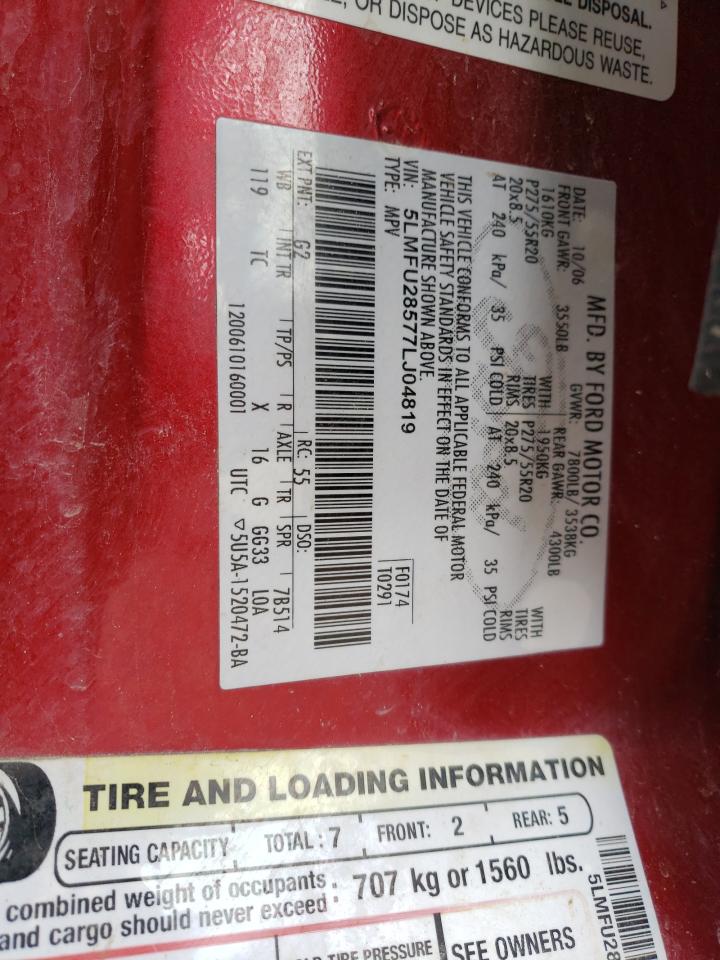 DEVICES PLEASE REUSE,
OR DISPOSE AS HAZARDOUS WASTE.
MFD. BY FORD MOTOR CO.
DATE: 10/06 GVWR: 7800LB/ 3538KG
FRONT GAWR: 3550LB REAR GAWR: 4300LB
1610KG WITH 1950KG WITH
P275/55R20 TIRES P275/55R20 TIRES
20x8.5 RIMS 20x8.5 RIMS
AT 240 kPa/ 35 PSI COLD AT 240 kPa/ 35 PSI COLD
THIS VEHICLE CONFORMS TO ALL APPLICABLE FEDERAL MOTOR
VEHICLE SAFETY STANDARDS IN EFFECT ON THE DATE OF
MANUFACTURE SHOWN ABOVE.
VIN: 5LMFU28577LJ04819 F0174
TYPE: MPV T0291
EXT PNT: G2 RC: 55 DSO:
WB INT TR TP/PS R AXLE TR SPR 7B514
119 TC X 16 G GG33 LOA
1200610160001 UTC ▽5U5A-1520472-BA
TIRE AND LOADING INFORMATION
SEATING CAPACITY TOTAL: 7 FRONT: 2 REAR: 5
combined weight of occupants
and cargo should never exceed: 707 kg or 1560 lbs.
TIRE PRESSURE SEE OWNERS
5LMFU28